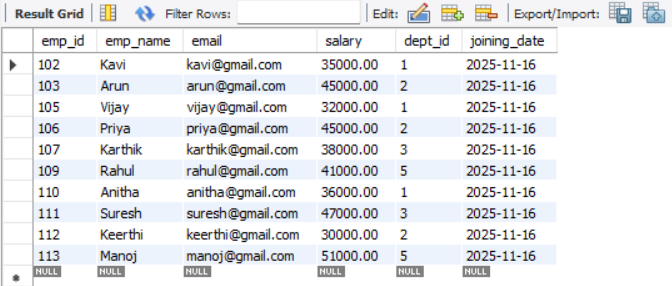 Result Grid Filter Rows: Edit: Export/Import:
emp_id emp_name email salary dept_id joining_date
102 Kavi kavi@gmail.com 35000.00 1 2025-11-16
103 Arun arun@gmail.com 45000.00 2 2025-11-16
105 Vijay vijay@gmail.com 32000.00 1 2025-11-16
106 Priya priya@gmail.com 45000.00 2 2025-11-16
107 Karthik karthik@gmail.com 38000.00 3 2025-11-16
109 Rahul rahul@gmail.com 41000.00 5 2025-11-16
110 Anitha anitha@gmail.com 36000.00 1 2025-11-16
111 Suresh suresh@gmail.com 47000.00 3 2025-11-16
112 Keerthi keerthi@gmail.com 30000.00 2 2025-11-16
113 Manoj manoj@gmail.com 51000.00 5 2025-11-16
NULL NULL NULL NULL NULL NULL